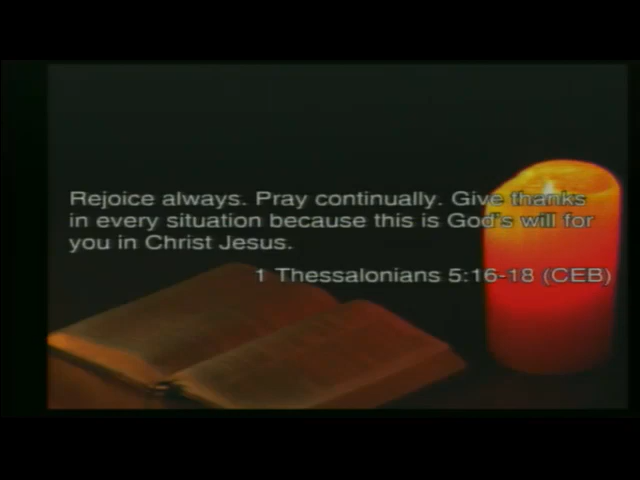 Rejoice always. Pray continually. Give thanks
in every situation because this is God's will for
you in Christ Jesus.
1 Thessalonians 5:16-18 (CEB)